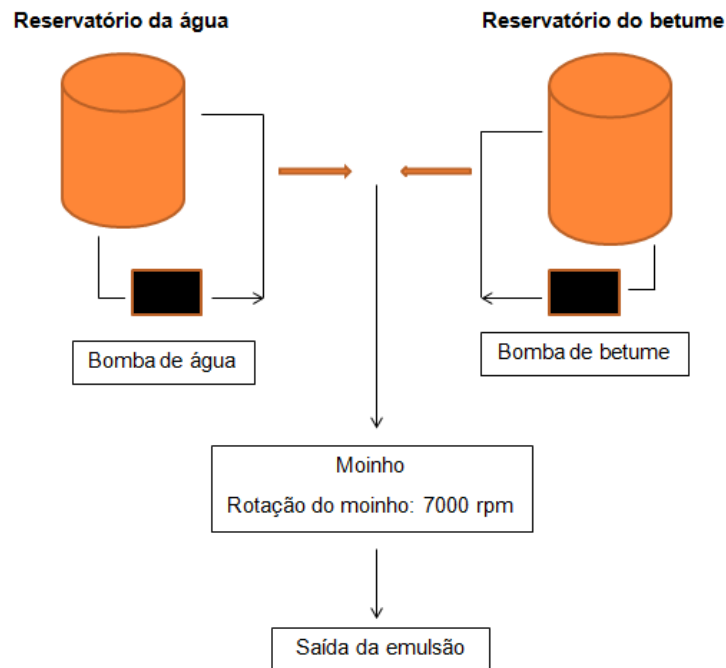 Reservatório da água
Reservatório do betume
Bomba de água
Bomba de betume
Moinho
Rotação do moinho: 7000 rpm
Saída da emulsão